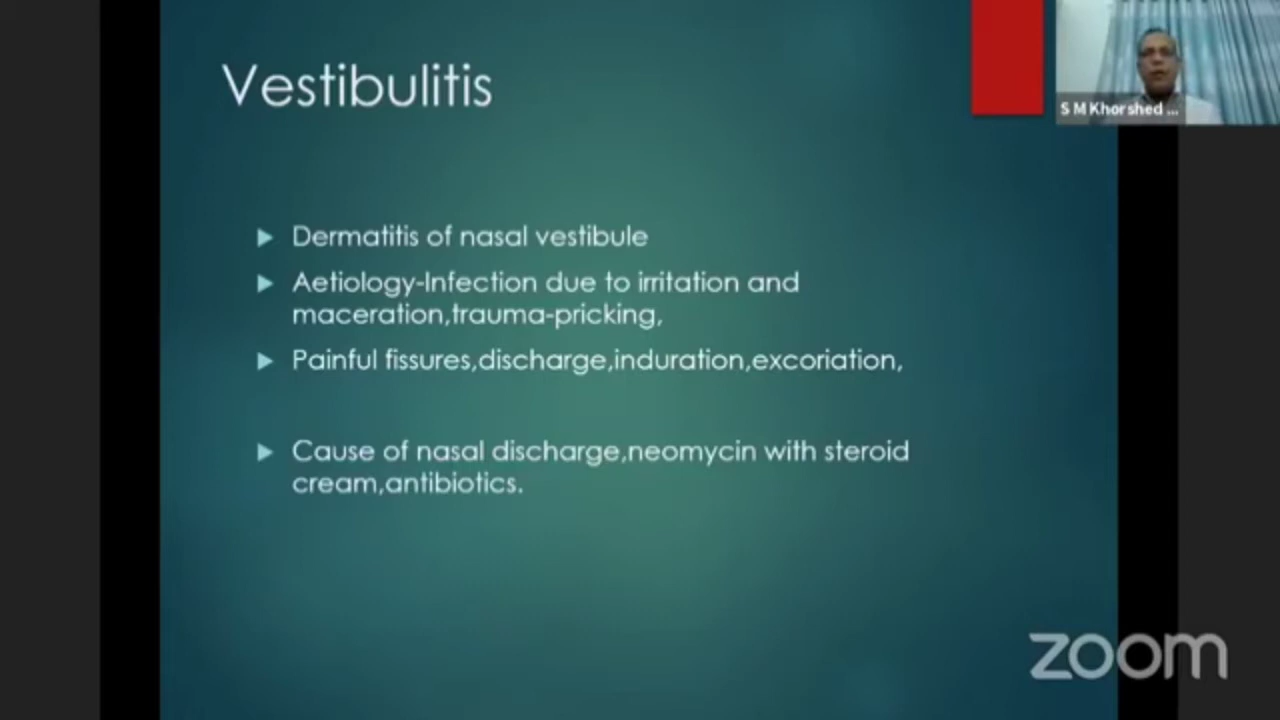 Vestibulitis
S M Khorshed ...
Dermatitis of nasal vestibule
Aetiology-Infection due to irritation and
maceration,trauma-pricking,
Painful fissures,discharge,induration,excoriation,
Cause of nasal discharge,neomycin with steroid
cream,antibiotics.
zoom